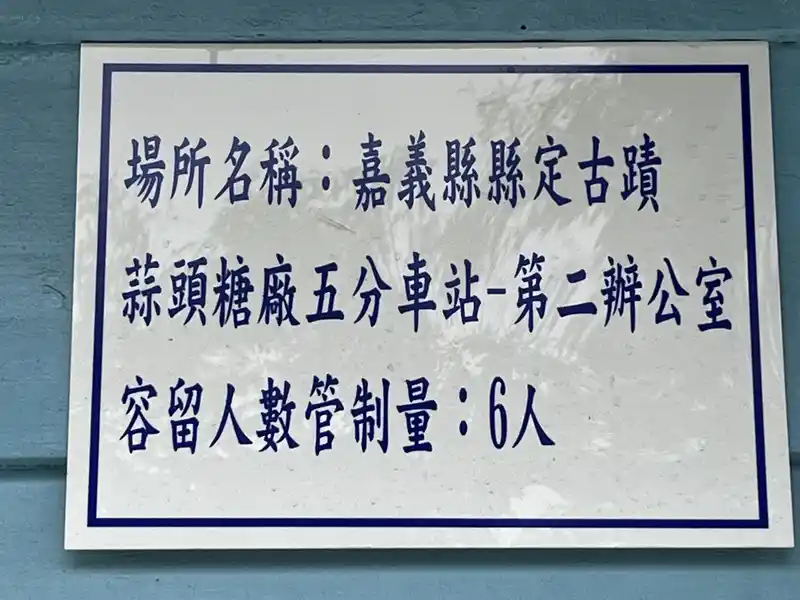 場所名稱：嘉義縣縣定古蹟
蒜頭糖廠五分車站-第二辦公室
容留人數管制量：6人